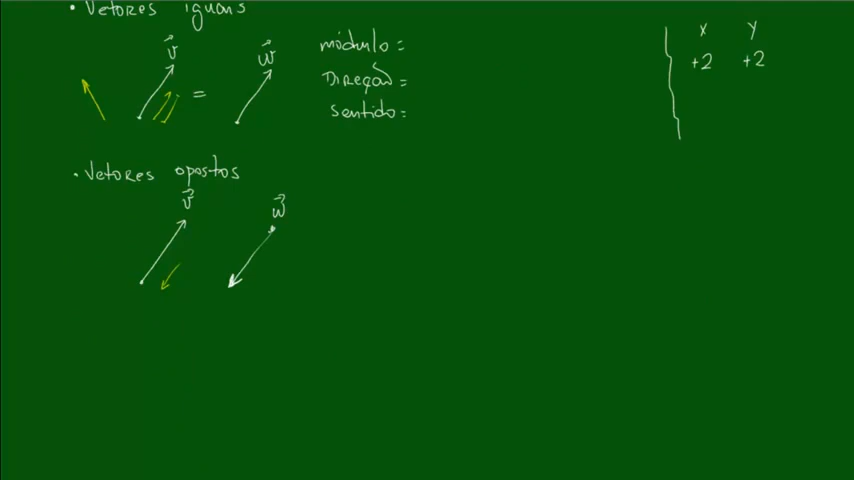 • Vetores iguais
x y
v⃗ w⃗ módulo =
+2 +2
Direção =
=
sentido =
• Vetores opostos
v⃗ w⃗